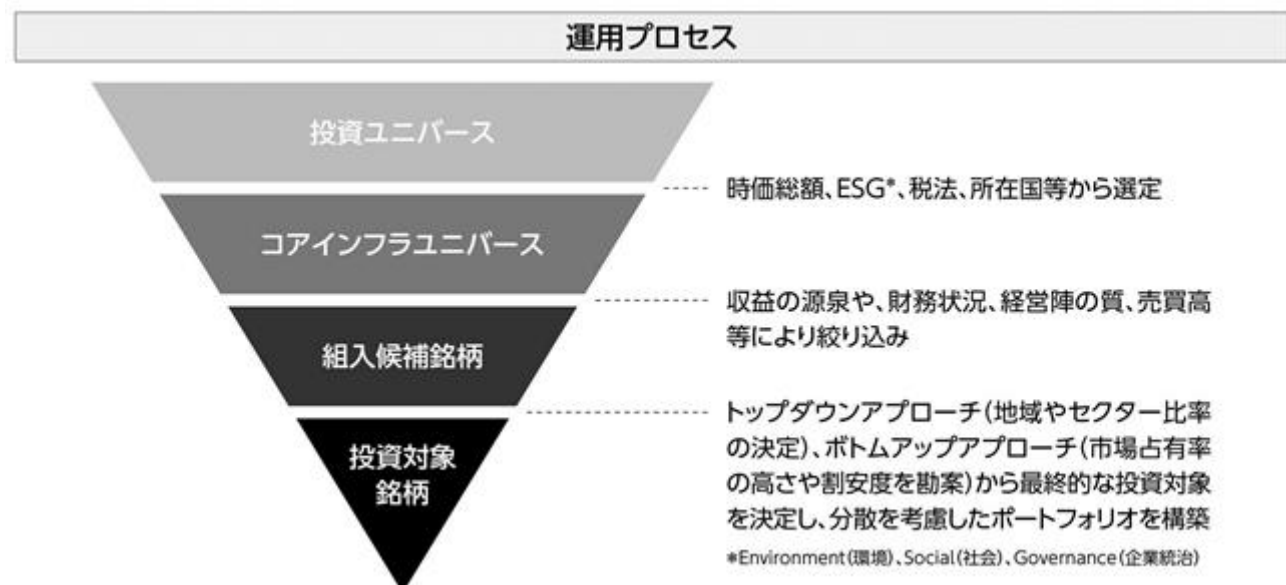 運用プロセス
投資ユニバース
時価総額、ESG*、税法、所在国等から選定
コアインフラユニバース
収益の源泉や、財務状況、経営陣の質、売買高
等により絞り込み
組入候補銘柄
トップダウンアプローチ(地域やセクター比率
の決定)、ボトムアップアプローチ(市場占有率
の高さや割安度を勘案)から最終的な投資対象
を決定し、分散を考慮したポートフォリオを構築
投資対象
銘柄
*Environment(環境)、Social(社会)、Governance(企業統治)